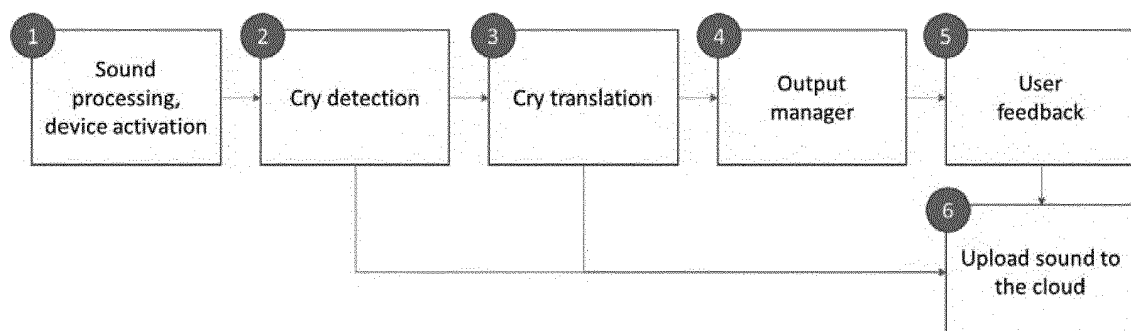 1
Sound
processing,
device activation
2
Cry detection
3
Cry translation
4
Output
manager
5
User
feedback
6
Upload sound to
the cloud